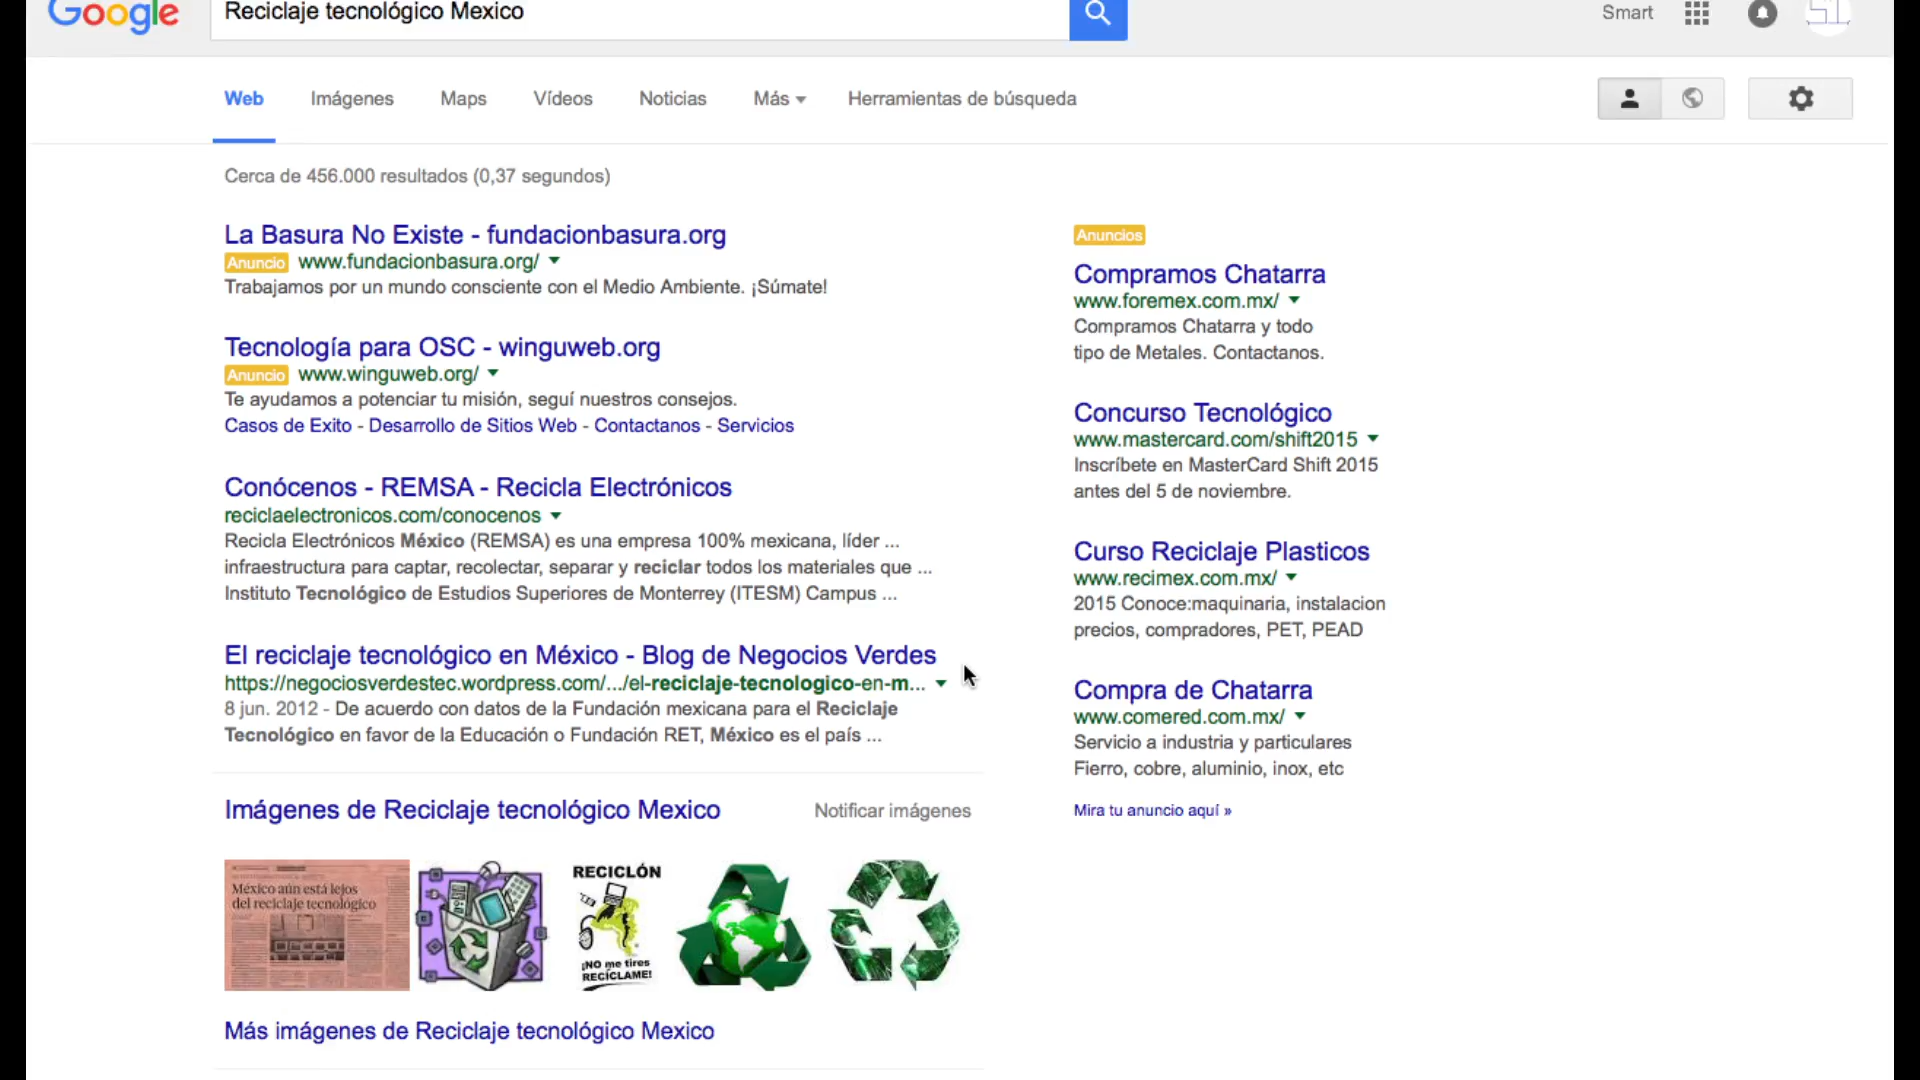 Google
Reciclaje tecnológico Mexico
Smart
Web
Imágenes
Maps
Vídeos
Noticias
Más
Herramientas de búsqueda
Cerca de 456.000 resultados (0,37 segundos)
La Basura No Existe - fundacionbasura.org
Anuncio www.fundacionbasura.org/
Trabajamos por un mundo consciente con el Medio Ambiente. ¡Súmate!
Tecnología para OSC - winguweb.org
Anuncio www.winguweb.org/
Te ayudamos a potenciar tu misión, seguí nuestros consejos.
Casos de Exito - Desarrollo de Sitios Web - Contactanos - Servicios
Conócenos - REMSA - Recicla Electrónicos
reciclaelectronicos.com/conocenos
Recicla Electrónicos México (REMSA) es una empresa 100% mexicana, líder ...
infraestructura para captar, recolectar, separar y reciclar todos los materiales que ...
Instituto Tecnológico de Estudios Superiores de Monterrey (ITESM) Campus ...
El reciclaje tecnológico en México - Blog de Negocios Verdes
https://negociosverdestec.wordpress.com/.../el-reciclaje-tecnologico-en-m...
8 jun. 2012 - De acuerdo con datos de la Fundación mexicana para el Reciclaje
Tecnológico en favor de la Educación o Fundación RET, México es el país ...
Imágenes de Reciclaje tecnológico Mexico
Notificar imágenes
México aún está lejos
del reciclaje tecnológico
RECICLÓN
¡NO me tires
RECÍCLAME!
Más imágenes de Reciclaje tecnológico Mexico
Anuncios
Compramos Chatarra
www.foremex.com.mx/
Compramos Chatarra y todo
tipo de Metales. Contactanos.
Concurso Tecnológico
www.mastercard.com/shift2015
Inscríbete en MasterCard Shift 2015
antes del 5 de noviembre.
Curso Reciclaje Plasticos
www.recimex.com.mx/
2015 Conoce:maquinaria, instalacion
precios, compradores, PET, PEAD
Compra de Chatarra
www.comered.com.mx/
Servicio a industria y particulares
Fierro, cobre, aluminio, inox, etc
Mira tu anuncio aquí »